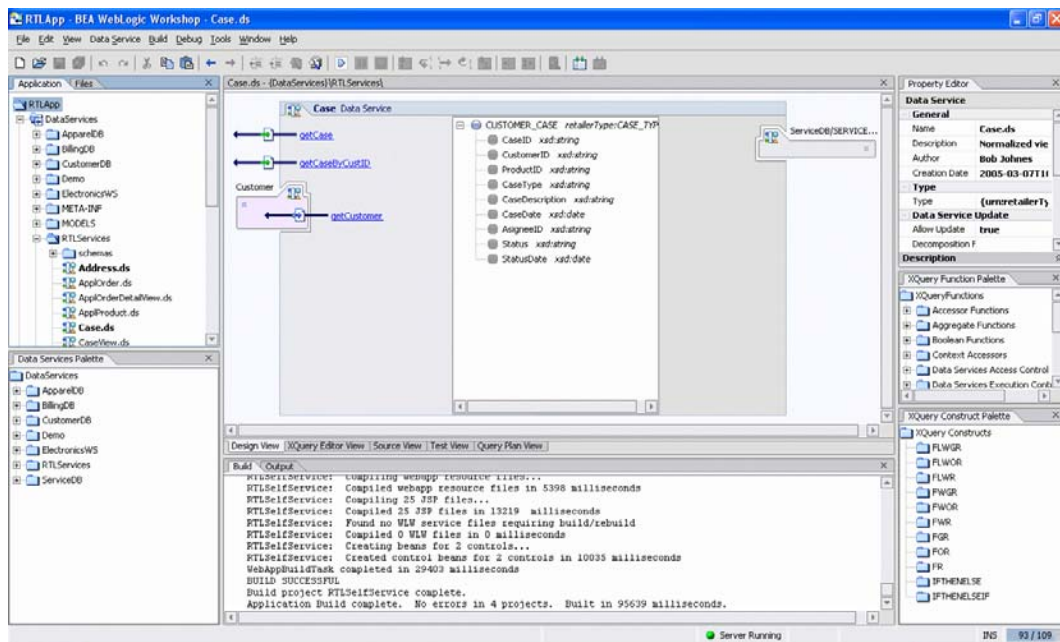 RTLApp - BEA WebLogic Workshop - Case.ds
File Edit View Data Service Build Debug Tools Window Help
Application Files
RTLApp
DataServices
ApparelDB
BillingDB
CustomerDB
Demo
ElectronicsWS
META-INF
MODELS
RTLServices
schemas
Address.ds
ApplOrder.ds
ApplOrderDetailView.ds
ApplProduct.ds
Case.ds
CaseView.ds
Data Services Palette
DataServices
ApparelDB
BillingDB
CustomerDB
Demo
ElectronicsWS
RTLServices
ServiceDB
Case.ds - {DataServices}\RTLServices\
Case Data Service
getCase
getCaseByCustID
Customer
getCustomer
CUSTOMER_CASE retailerType:CASE_TYP
CaseID xsd:string
CustomerID xsd:string
ProductID xsd:string
CaseType xsd:string
CaseDescription xsd:string
CaseDate xsd:date
AsigneeID xsd:string
Status xsd:string
StatusDate xsd:date
ServiceDB/SERVICE...
Design View XQuery Editor View Source View Test View Query Plan View
Build Output
RTLSelfService: Compiling webapp resource files...
RTLSelfService: Compiled webapp resource files in 5398 milliseconds
RTLSelfService: Compiling 25 JSP files...
RTLSelfService: Compiled 25 JSP files in 13219 milliseconds
RTLSelfService: Found no WLW service files requiring build/rebuild
RTLSelfService: Compiled 0 WLW files in 0 milliseconds
RTLSelfService: Creating beans for 2 controls...
RTLSelfService: Created control beans for 2 controls in 10035 milliseconds
WebAppBuildTask completed in 29403 milliseconds
BUILD SUCCESSFUL
Build project RTLSelfService complete.
Application Build complete. No errors in 4 projects. Built in 95639 milliseconds.
Property Editor
Data Service
General
Name Case.ds
Description Normalized vie
Author Bob Johnes
Creation Date 2005-03-07T1
Type
Type {urn:retailerTy
Data Service Update
Allow Update true
Decomposition F
Description
XQuery Function Palette
XQueryFunctions
Accessor Functions
Aggregate Functions
Boolean Functions
Context Accessors
Data Services Access Control
Data Services Execution Contr
XQuery Construct Palette
XQuery Constructs
FLWGR
FLWOR
FLWR
FWGR
FWOR
FWR
FGR
FOR
FR
IFTHENELSE
IFTHENELSEIF
Server Running
INS 93 / 109